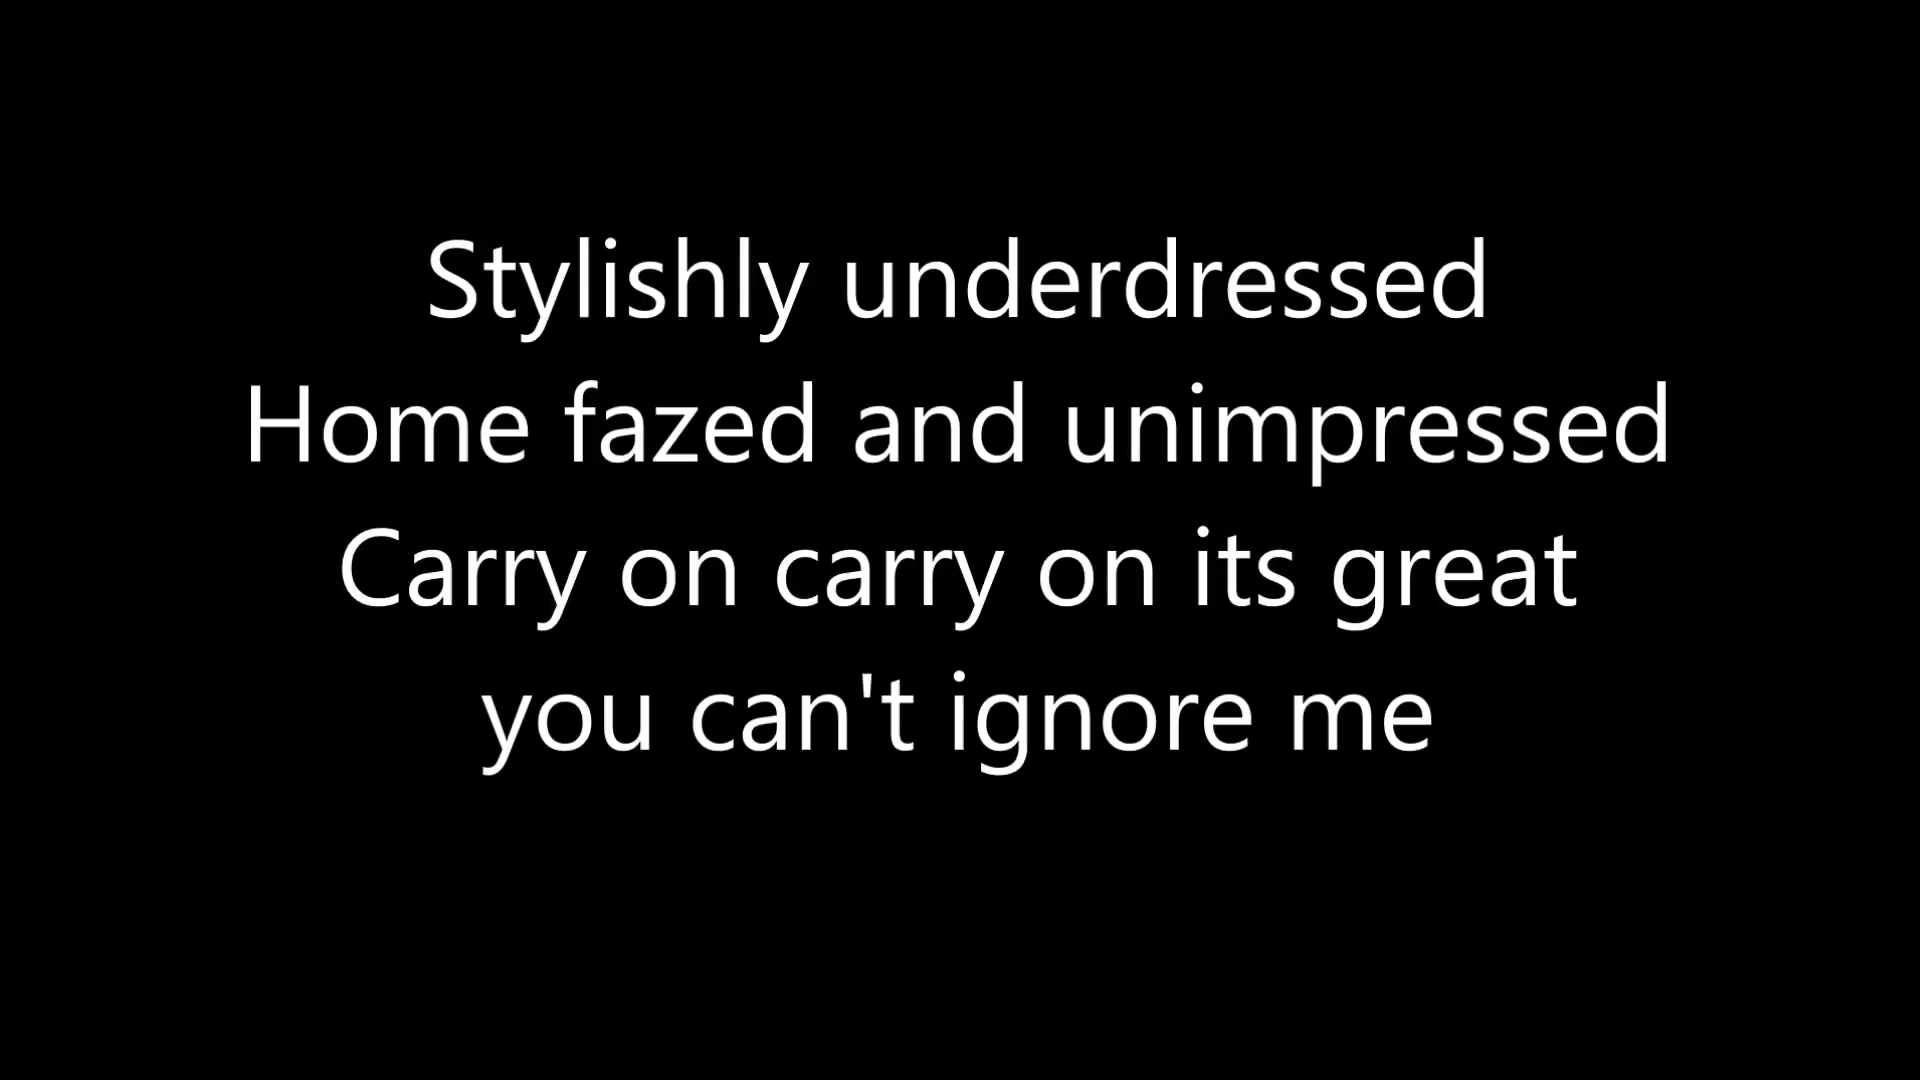 Stylishly underdressed
Home fazed and unimpressed
Carry on carry on its great
you can't ignore me